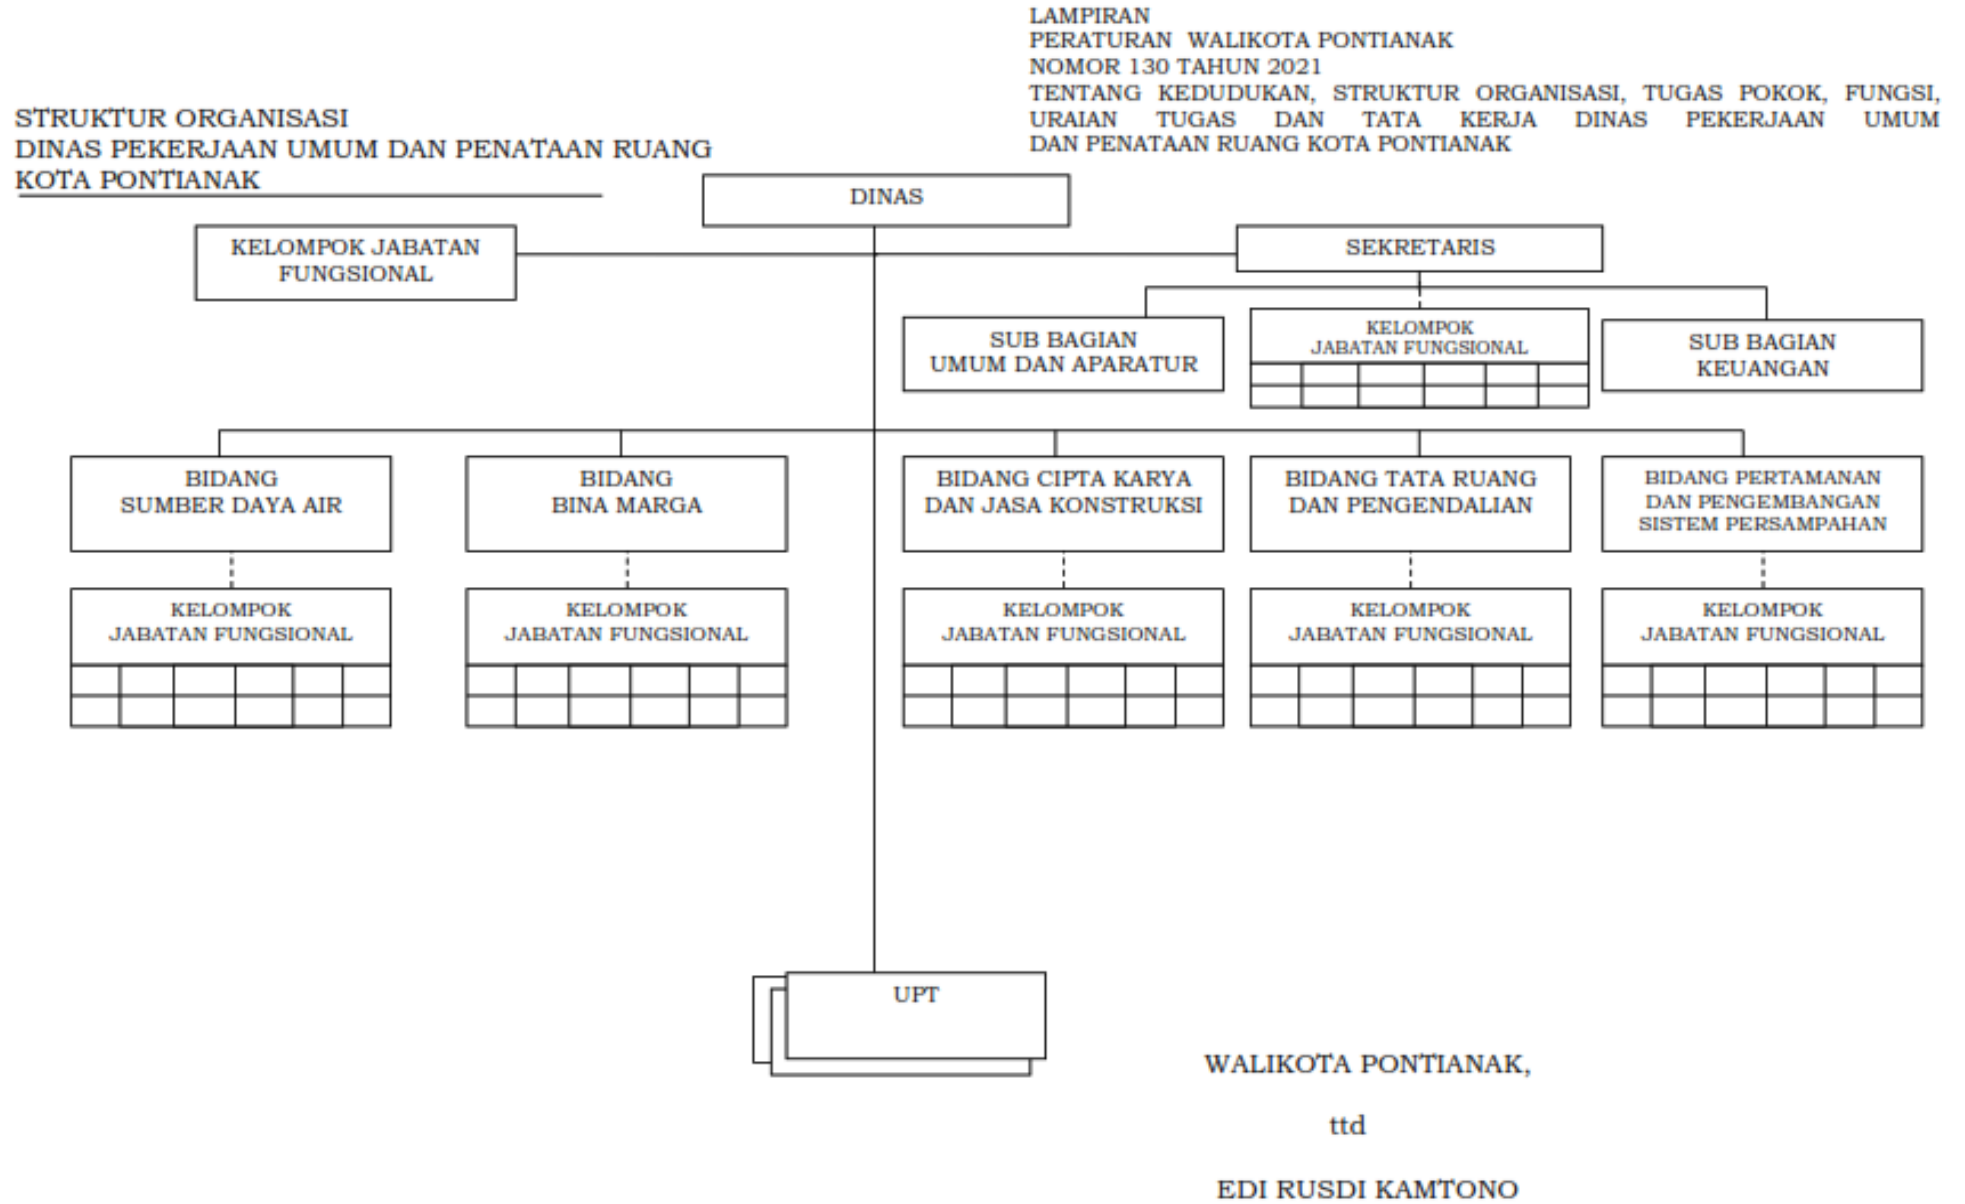 LAMPIRAN
PERATURAN WALIKOTA PONTIANAK
NOMOR 130 TAHUN 2021
TENTANG KEDUDUKAN, STRUKTUR ORGANISASI, TUGAS POKOK, FUNGSI,
URAIAN TUGAS DAN TATA KERJA DINAS PEKERJAAN UMUM
DAN PENATAAN RUANG KOTA PONTIANAK
STRUKTUR ORGANISASI
DINAS PEKERJAAN UMUM DAN PENATAAN RUANG
KOTA PONTIANAK
DINAS
KELOMPOK JABATAN
FUNGSIONAL
SEKRETARIS
SUB BAGIAN
UMUM DAN APARATUR
KELOMPOK
JABATAN FUNGSIONAL
SUB BAGIAN
KEUANGAN
BIDANG
SUMBER DAYA AIR
BIDANG
BINA MARGA
BIDANG CIPTA KARYA
DAN JASA KONSTRUKSI
BIDANG TATA RUANG
DAN PENGENDALIAN
BIDANG PERTAMANAN
DAN PENGEMBANGAN
SISTEM PERSAMPAHAN
KELOMPOK
JABATAN FUNGSIONAL
KELOMPOK
JABATAN FUNGSIONAL
KELOMPOK
JABATAN FUNGSIONAL
KELOMPOK
JABATAN FUNGSIONAL
KELOMPOK
JABATAN FUNGSIONAL
UPT
WALIKOTA PONTIANAK,
ttd
EDI RUSDI KAMTONO